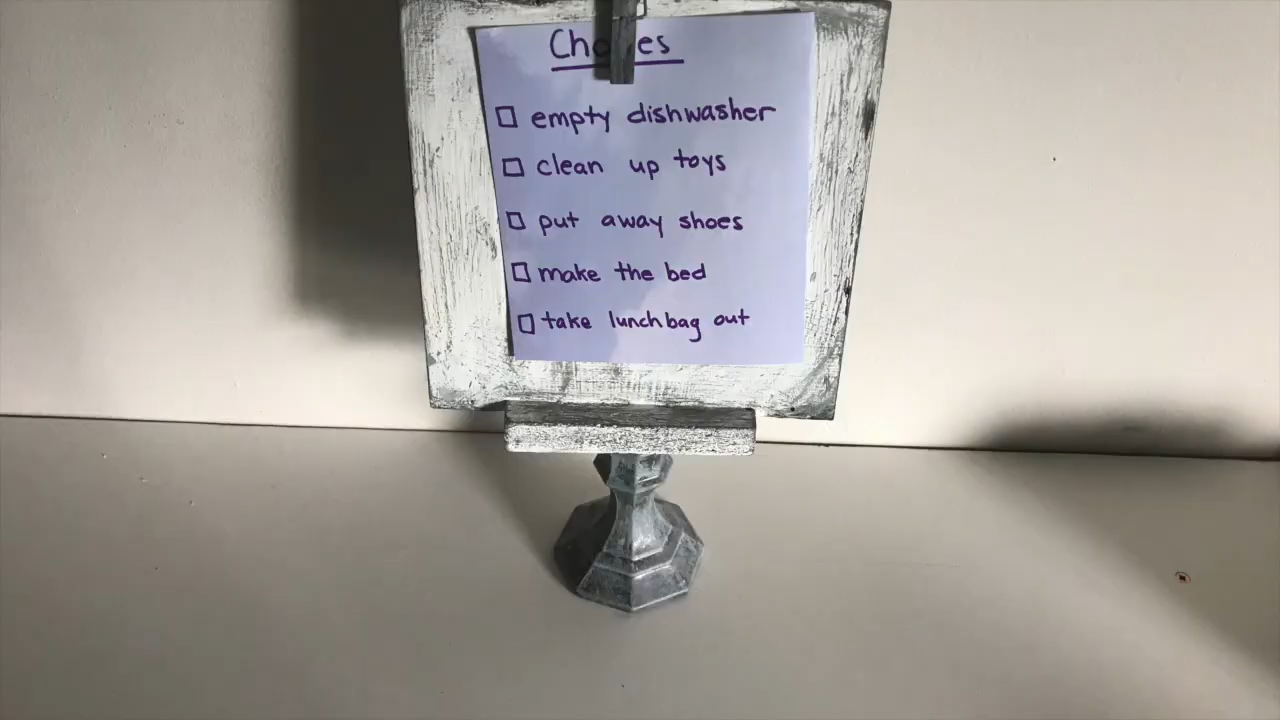 Chores
empty dishwasher
clean up toys
put away shoes
make the bed
take lunchbag out